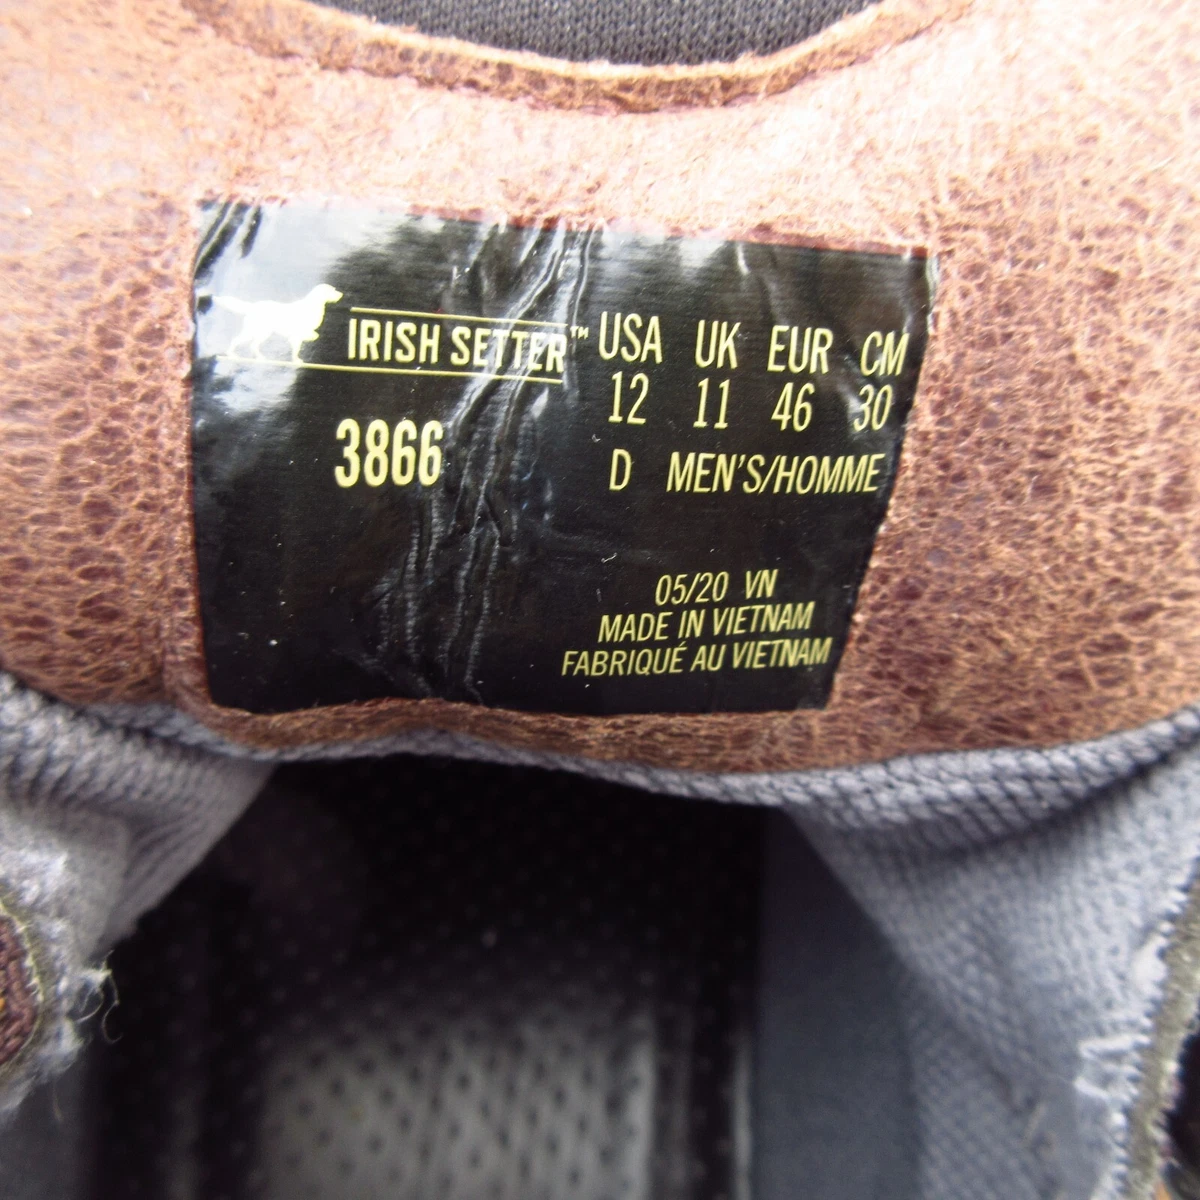 IRISH SETTER™
3866
USA UK EUR CM
12 11 46 30
D MEN'S/HOMME
05/20 VN
MADE IN VIETNAM
FABRIQUÉ AU VIETNAM